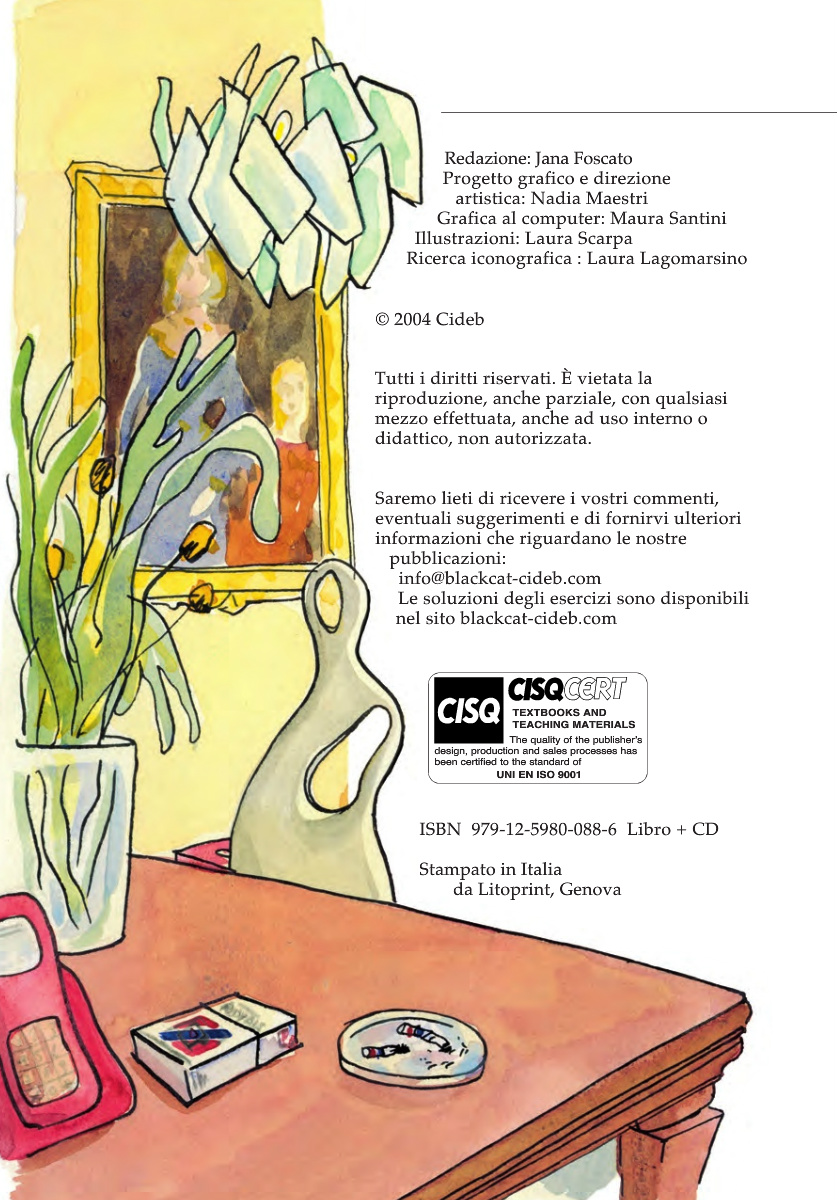 Redazione: Jana Foscato
Progetto grafico e direzione
artistica: Nadia Maestri
Grafica al computer: Maura Santini
Illustrazioni: Laura Scarpa
Ricerca iconografica : Laura Lagomarsino
© 2004 Cideb
Tutti i diritti riservati. È vietata la
riproduzione, anche parziale, con qualsiasi
mezzo effettuata, anche ad uso interno o
didattico, non autorizzata.
Saremo lieti di ricevere i vostri commenti,
eventuali suggerimenti e di fornirvi ulteriori
informazioni che riguardano le nostre
pubblicazioni:
info@blackcat-cideb.com
Le soluzioni degli esercizi sono disponibili
nel sito blackcat-cideb.com
CISQ
CISQCERT
TEXTBOOKS AND
TEACHING MATERIALS
The quality of the publisher's
design, production and sales processes has
been certified to the standard of
UNI EN ISO 9001
ISBN 979-12-5980-088-6 Libro + CD
Stampato in Italia
da Litoprint, Genova